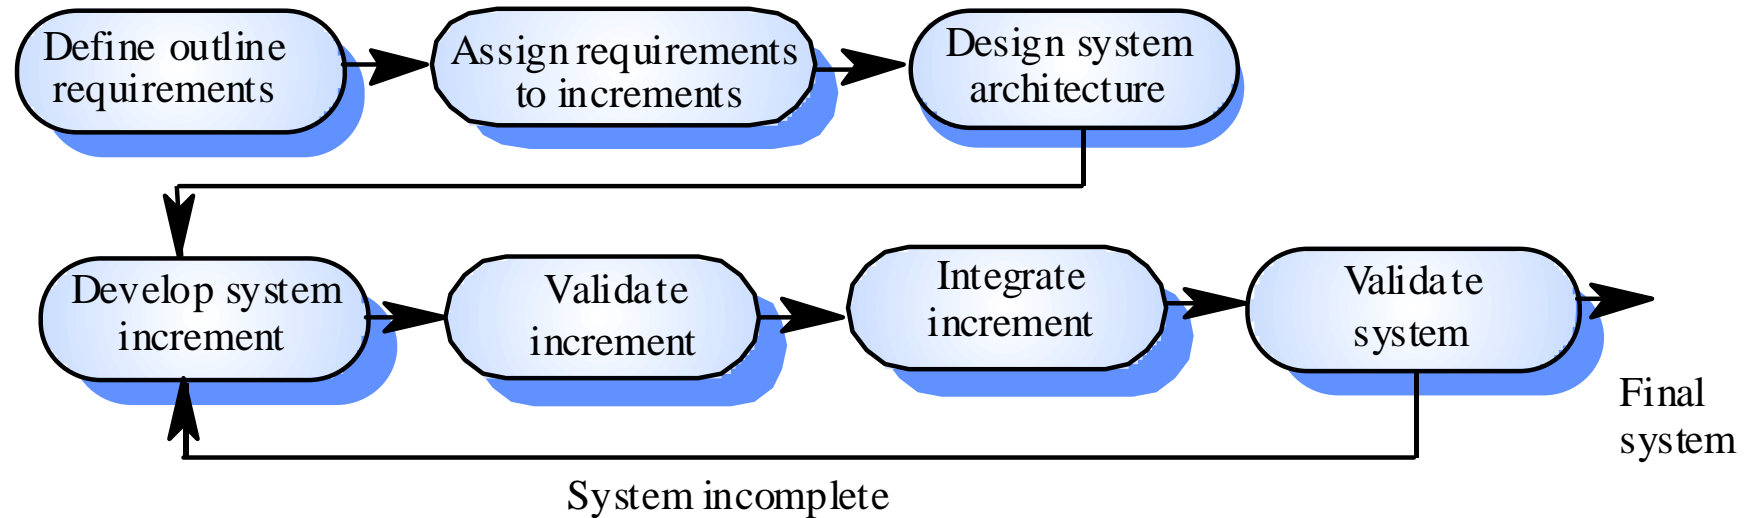 Define outline
requirements
Assign requirements
to increments
Design system
architecture
Develop system
increment
Validate
increment
Integrate
increment
Validate
system
Final
system
System incomplete